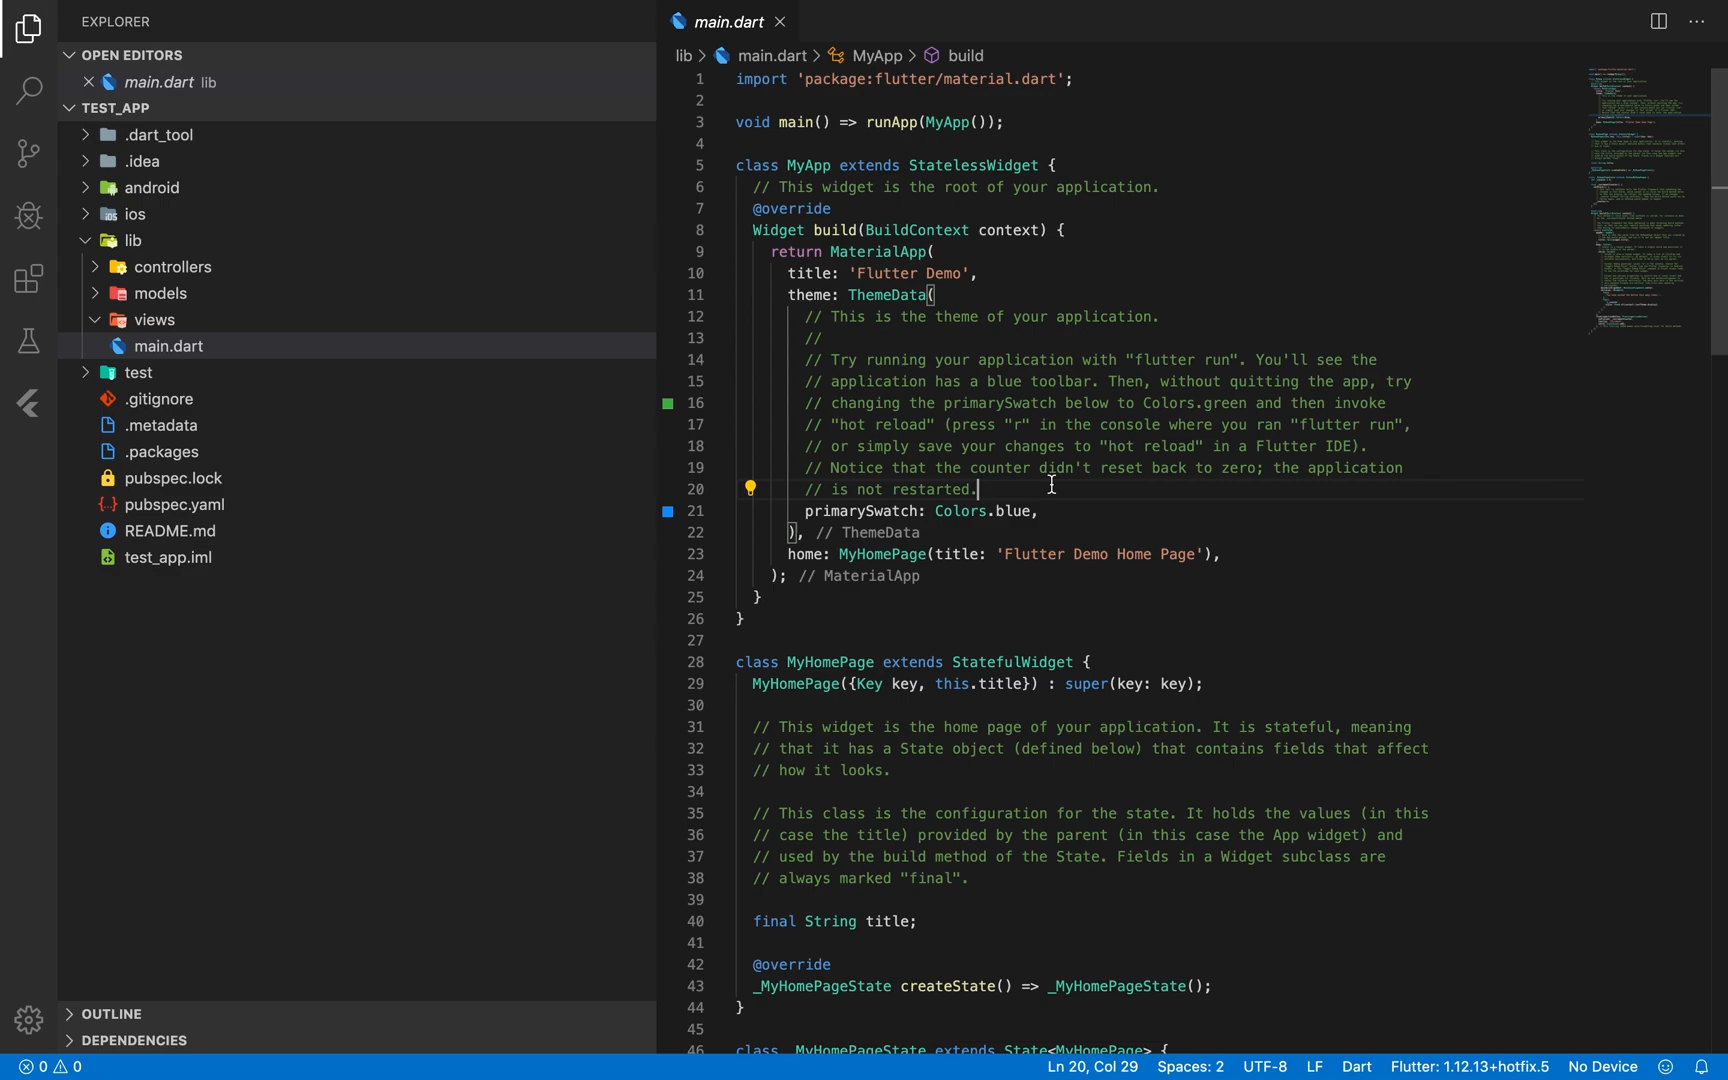 EXPLORER
OPEN EDITORS
main.dart lib
TEST_APP
.dart_tool
.idea
android
ios
lib
controllers
models
views
main.dart
test
.gitignore
.metadata
.packages
pubspec.lock
pubspec.yaml
README.md
test_app.iml
OUTLINE
DEPENDENCIES
main.dart
lib > main.dart > MyApp > build
1 import 'package:flutter/material.dart';
2
3 void main() => runApp(MyApp());
4
5 class MyApp extends StatelessWidget {
6 // This widget is the root of your application.
7 @override
8 Widget build(BuildContext context) {
9 return MaterialApp(
10 title: 'Flutter Demo',
11 theme: ThemeData(
12 // This is the theme of your application.
13 //
14 // Try running your application with "flutter run". You'll see the
15 // application has a blue toolbar. Then, without quitting the app, try
16 // changing the primarySwatch below to Colors.green and then invoke
17 // "hot reload" (press "r" in the console where you ran "flutter run",
18 // or simply save your changes to "hot reload" in a Flutter IDE).
19 // Notice that the counter didn't reset back to zero; the application
20 // is not restarted.
21 primarySwatch: Colors.blue,
22 ), // ThemeData
23 home: MyHomePage(title: 'Flutter Demo Home Page'),
24 ); // MaterialApp
25 }
26 }
27
28 class MyHomePage extends StatefulWidget {
29 MyHomePage({Key key, this.title}) : super(key: key);
30
31 // This widget is the home page of your application. It is stateful, meaning
32 // that it has a State object (defined below) that contains fields that affect
33 // how it looks.
34
35 // This class is the configuration for the state. It holds the values (in this
36 // case the title) provided by the parent (in this case the App widget) and
37 // used by the build method of the State. Fields in a Widget subclass are
38 // always marked "final".
39
40 final String title;
41
42 @override
43 _MyHomePageState createState() => _MyHomePageState();
44 }
45
46 class _MyHomePageState extends State<MyHomePage> {
0 0
Ln 20, Col 29 Spaces: 2 UTF-8 LF Dart Flutter: 1.12.13+hotfix.5 No Device